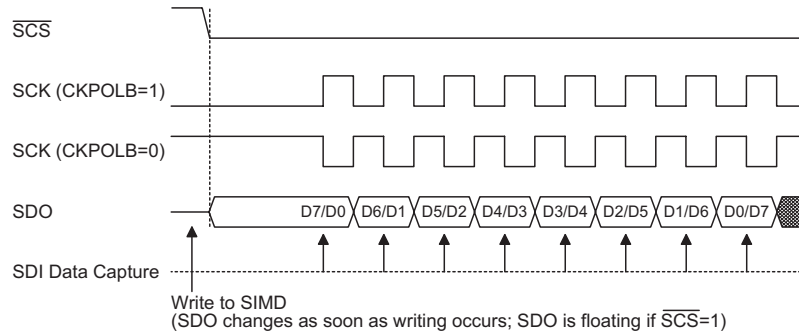 SCS
SCK (CKPOLB=1)
SCK (CKPOLB=0)
SDO
D7/D0 D6/D1 D5/D2 D4/D3 D3/D4 D2/D5 D1/D6 D0/D7
SDI Data Capture
Write to SIMD
(SDO changes as soon as writing occurs; SDO is floating if SCS=1)